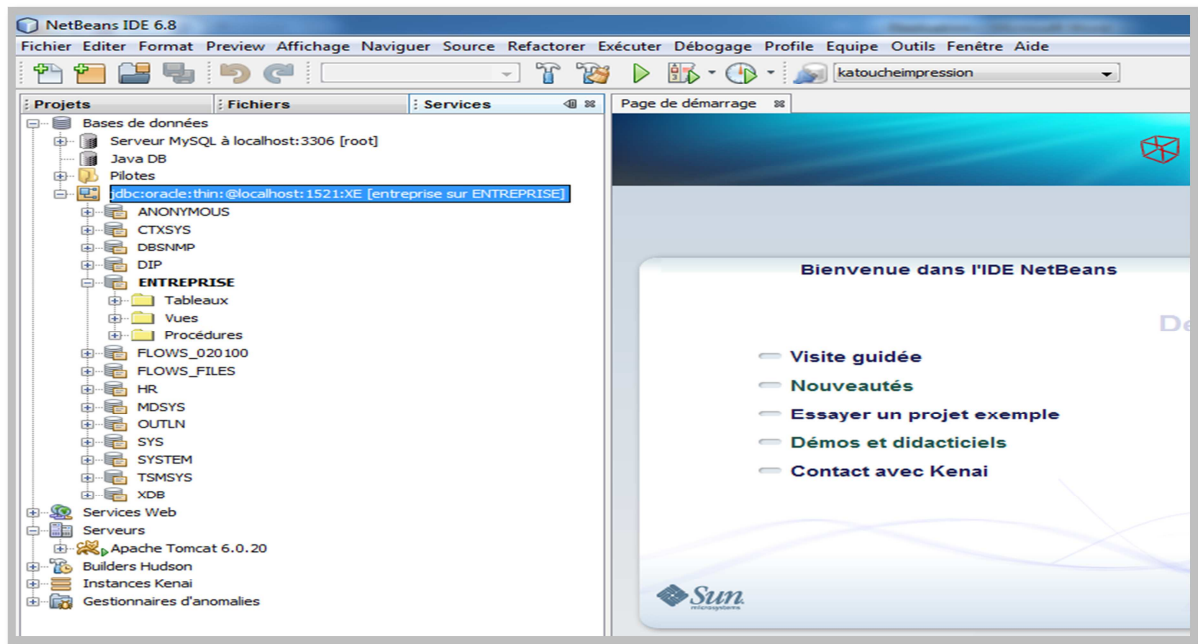 NetBeans IDE 6.8
Fichier Editer Format Preview Affichage Naviguer Source Refactorer Exécuter Débogage Profile Equipe Outils Fenêtre Aide
katoucheimpression
Projets Fichiers Services Page de démarrage
Bases de données
Serveur MySQL à localhost:3306 [root]
Java DB
Pilotes
jdbc:oracle:thin:@localhost:1521:XE [entreprise sur ENTREPRISE]
ANONYMOUS
CTXSYS
DBSNMP
DIP
ENTREPRISE
Tableaux
Vues
Procédures
FLOWS_020100
FLOWS_FILES
HR
MDSYS
OUTLN
SYS
SYSTEM
TSMSYS
XDB
Services Web
Serveurs
Apache Tomcat 6.0.20
Builders Hudson
Instances Kenai
Gestionnaires d'anomalies
Bienvenue dans l'IDE NetBeans
De
Visite guidée
Nouveautés
Essayer un projet exemple
Démos et didacticiels
Contact avec Kenai
Sun
microsystems